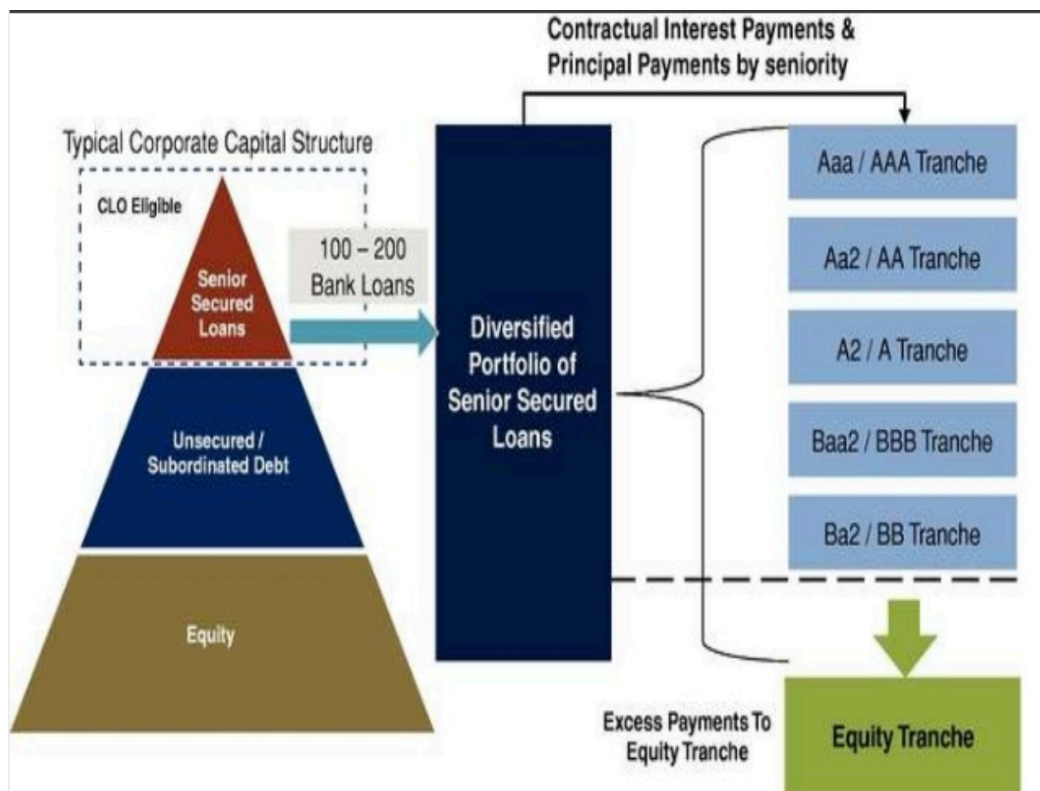 Contractual Interest Payments &
Principal Payments by seniority
Typical Corporate Capital Structure
CLO Eligible
Senior
Secured
Loans
100 – 200
Bank Loans
Unsecured /
Subordinated Debt
Equity
Diversified
Portfolio of
Senior Secured
Loans
Aaa / AAA Tranche
Aa2 / AA Tranche
A2 / A Tranche
Baa2 / BBB Tranche
Ba2 / BB Tranche
Excess Payments To
Equity Tranche
Equity Tranche